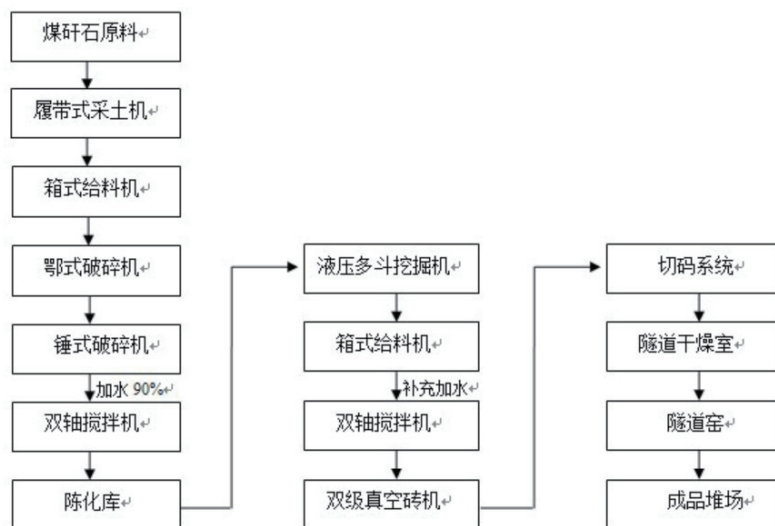 煤矸石原料
履带式采土机
箱式给料机
鄂式破碎机
锤式破碎机
加水 90%
双轴搅拌机
陈化库
液压多斗挖掘机
箱式给料机
补充加水
双轴搅拌机
双级真空砖机
切码系统
隧道干燥室
隧道窑
成品堆场